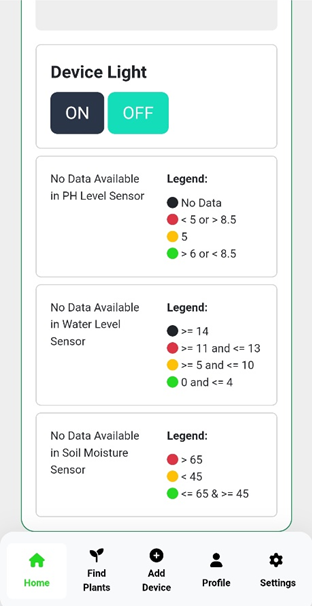 Device Light
ON OFF
No Data Available
in PH Level Sensor
Legend:
No Data
< 5 or > 8.5
5
> 6 or < 8.5
No Data Available
in Water Level
Sensor
Legend:
>= 14
>= 11 and <= 13
>= 5 and <= 10
0 and <= 4
No Data Available
in Soil Moisture
Sensor
Legend:
> 65
< 45
<= 65 & >= 45
Home
Find
Plants
Add
Device
Profile
Settings